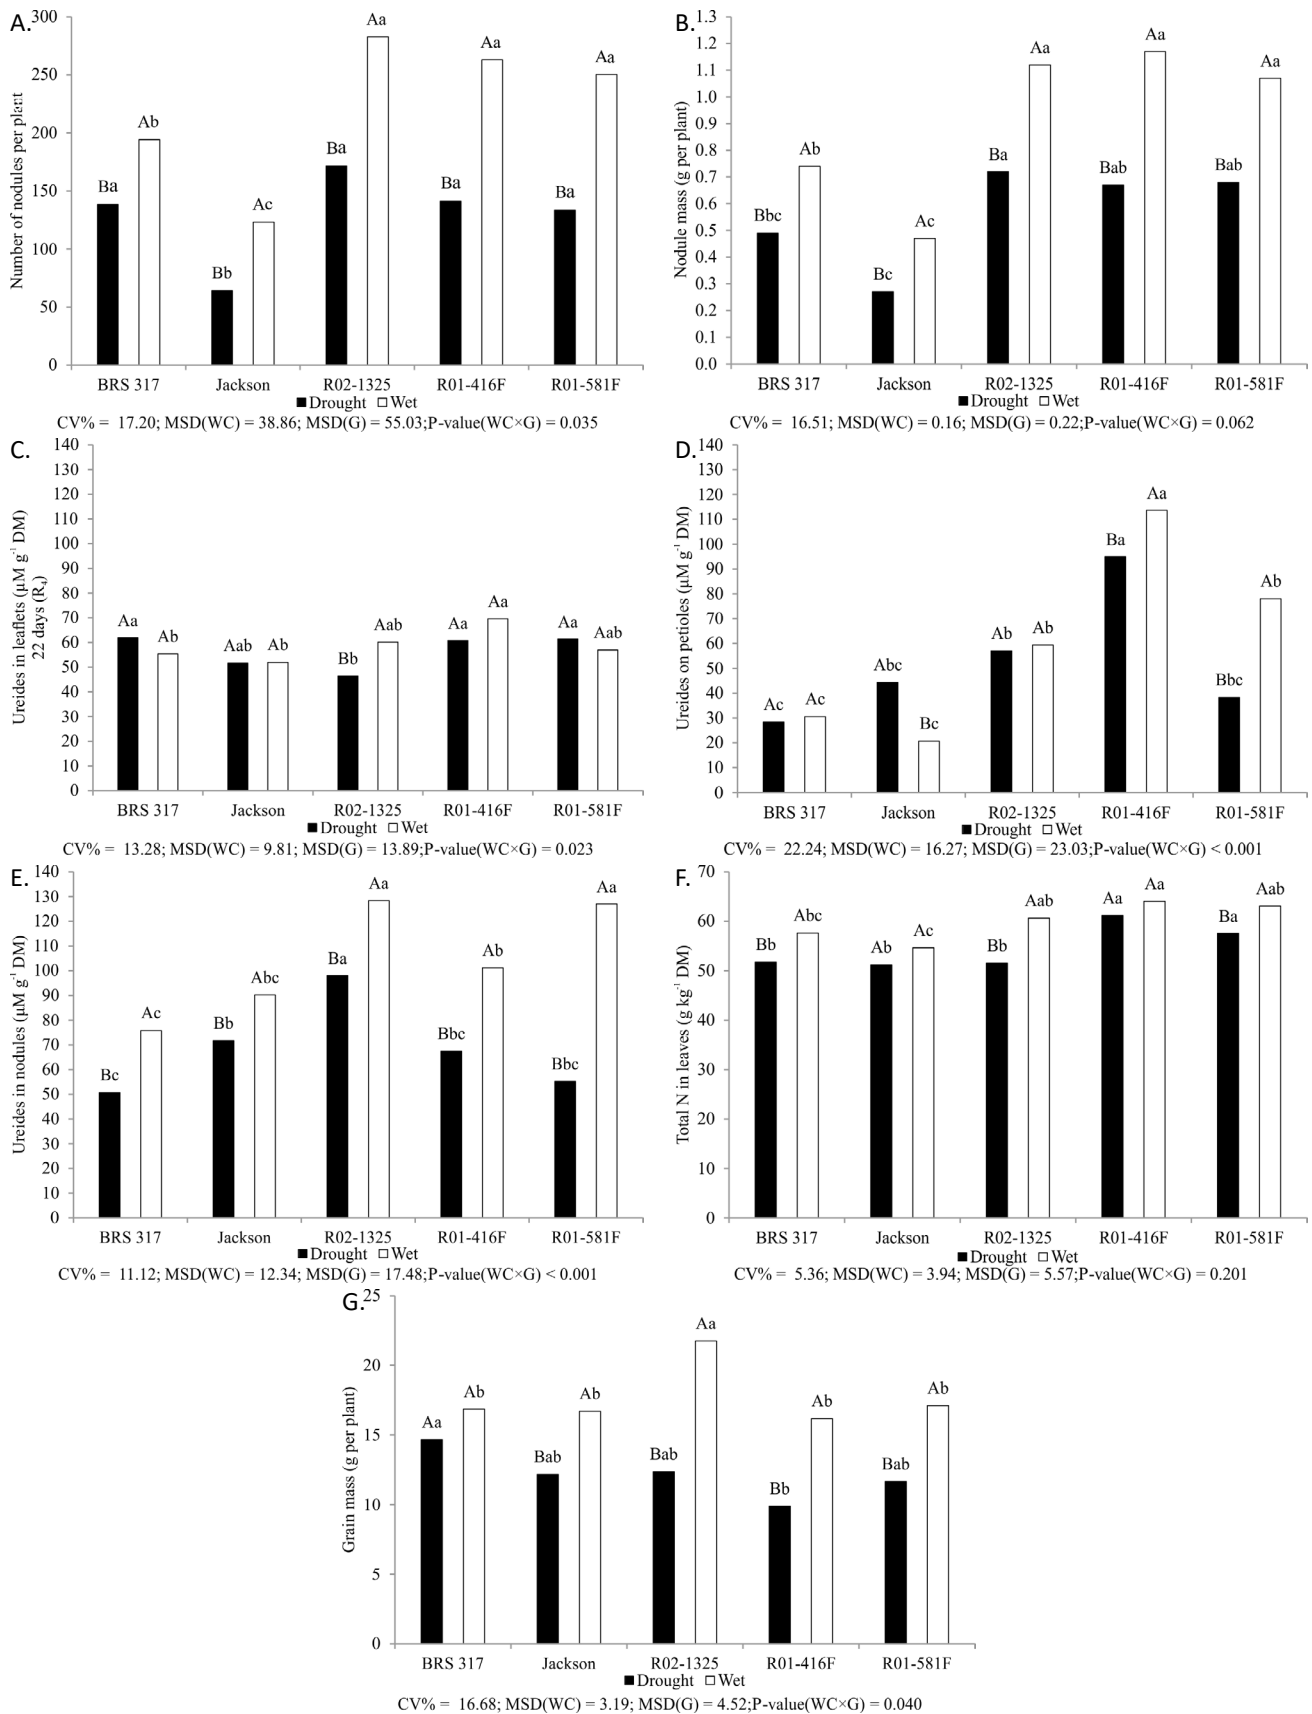 A.
Number of nodules per plant
300
250
200
150
100
50
0
Ba
Ab
Bb
Ac
Ba
Aa
Ba
Aa
Ba
Aa
BRS 317 Jackson R02-1325 R01-416F R01-581F
Drought Wet
CV% = 17.20; MSD(WC) = 38.86; MSD(G) = 55.03;P-value(WC×G) = 0.035
B.
Nodule mass (g per plant)
1.3
1.2
1.1
1.0
0.9
0.8
0.7
0.6
0.5
0.4
0.3
0.2
0.1
0.0
Bbc
Ab
Bc
Ac
Ba
Aa
Bab
Aa
Bab
Aa
BRS 317 Jackson R02-1325 R01-416F R01-581F
Drought Wet
CV% = 16.51; MSD(WC) = 0.16; MSD(G) = 0.22;P-value(WC×G) = 0.062
C.
Ureides in leaflets (µM g⁻¹ DM)
22 days (R₄)
140
130
120
110
100
90
80
70
60
50
40
30
20
10
0
Aa
Ab
Aab
Ab
Bb
Aab
Aa
Aa
Aa
Aab
BRS 317 Jackson R02-1325 R01-416F R01-581F
Drought Wet
CV% = 13.28; MSD(WC) = 9.81; MSD(G) = 13.89;P-value(WC×G) = 0.023
D.
Ureides on petioles (µM g⁻¹ DM)
140
130
120
110
100
90
80
70
60
50
40
30
20
10
0
Ac
Ac
Abc
Bc
Ab
Ab
Ba
Aa
Bbc
Ab
BRS 317 Jackson R02-1325 R01-416F R01-581F
Drought Wet
CV% = 22.24; MSD(WC) = 16.27; MSD(G) = 23.03;P-value(WC×G) < 0.001
E.
Ureides in nodules (µM g⁻¹ DM)
140
130
120
110
100
90
80
70
60
50
40
30
20
10
0
Bc
Ac
Bb
Abc
Ba
Aa
Bbc
Ab
Bbc
Aa
BRS 317 Jackson R02-1325 R01-416F R01-581F
Drought Wet
CV% = 11.12; MSD(WC) = 12.34; MSD(G) = 17.48;P-value(WC×G) < 0.001
F.
Total N in leaves (g kg⁻¹ DM)
70
60
50
40
30
20
10
0
Bb
Abc
Ab
Ac
Bb
Aab
Aa
Aa
Ba
Aab
BRS 317 Jackson R02-1325 R01-416F R01-581F
Drought Wet
CV% = 5.36; MSD(WC) = 3.94; MSD(G) = 5.57;P-value(WC×G) = 0.201
G.
Grain mass (g per plant)
25
20
15
10
5
0
Aa
Ab
Bab
Ab
Bab
Aa
Bb
Ab
Bab
Ab
BRS 317 Jackson R02-1325 R01-416F R01-581F
Drought Wet
CV% = 16.68; MSD(WC) = 3.19; MSD(G) = 4.52;P-value(WC×G) = 0.040